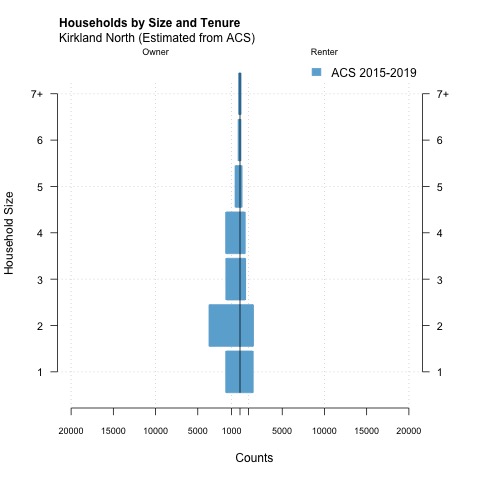 Households by Size and Tenure
Kirkland North (Estimated from ACS)
Owner Renter
ACS 2015-2019
7+ 7+
6 6
5 5
4 4
3 3
2 2
1 1
Household Size
20000 15000 10000 5000 1000 5000 10000 15000 20000
Counts